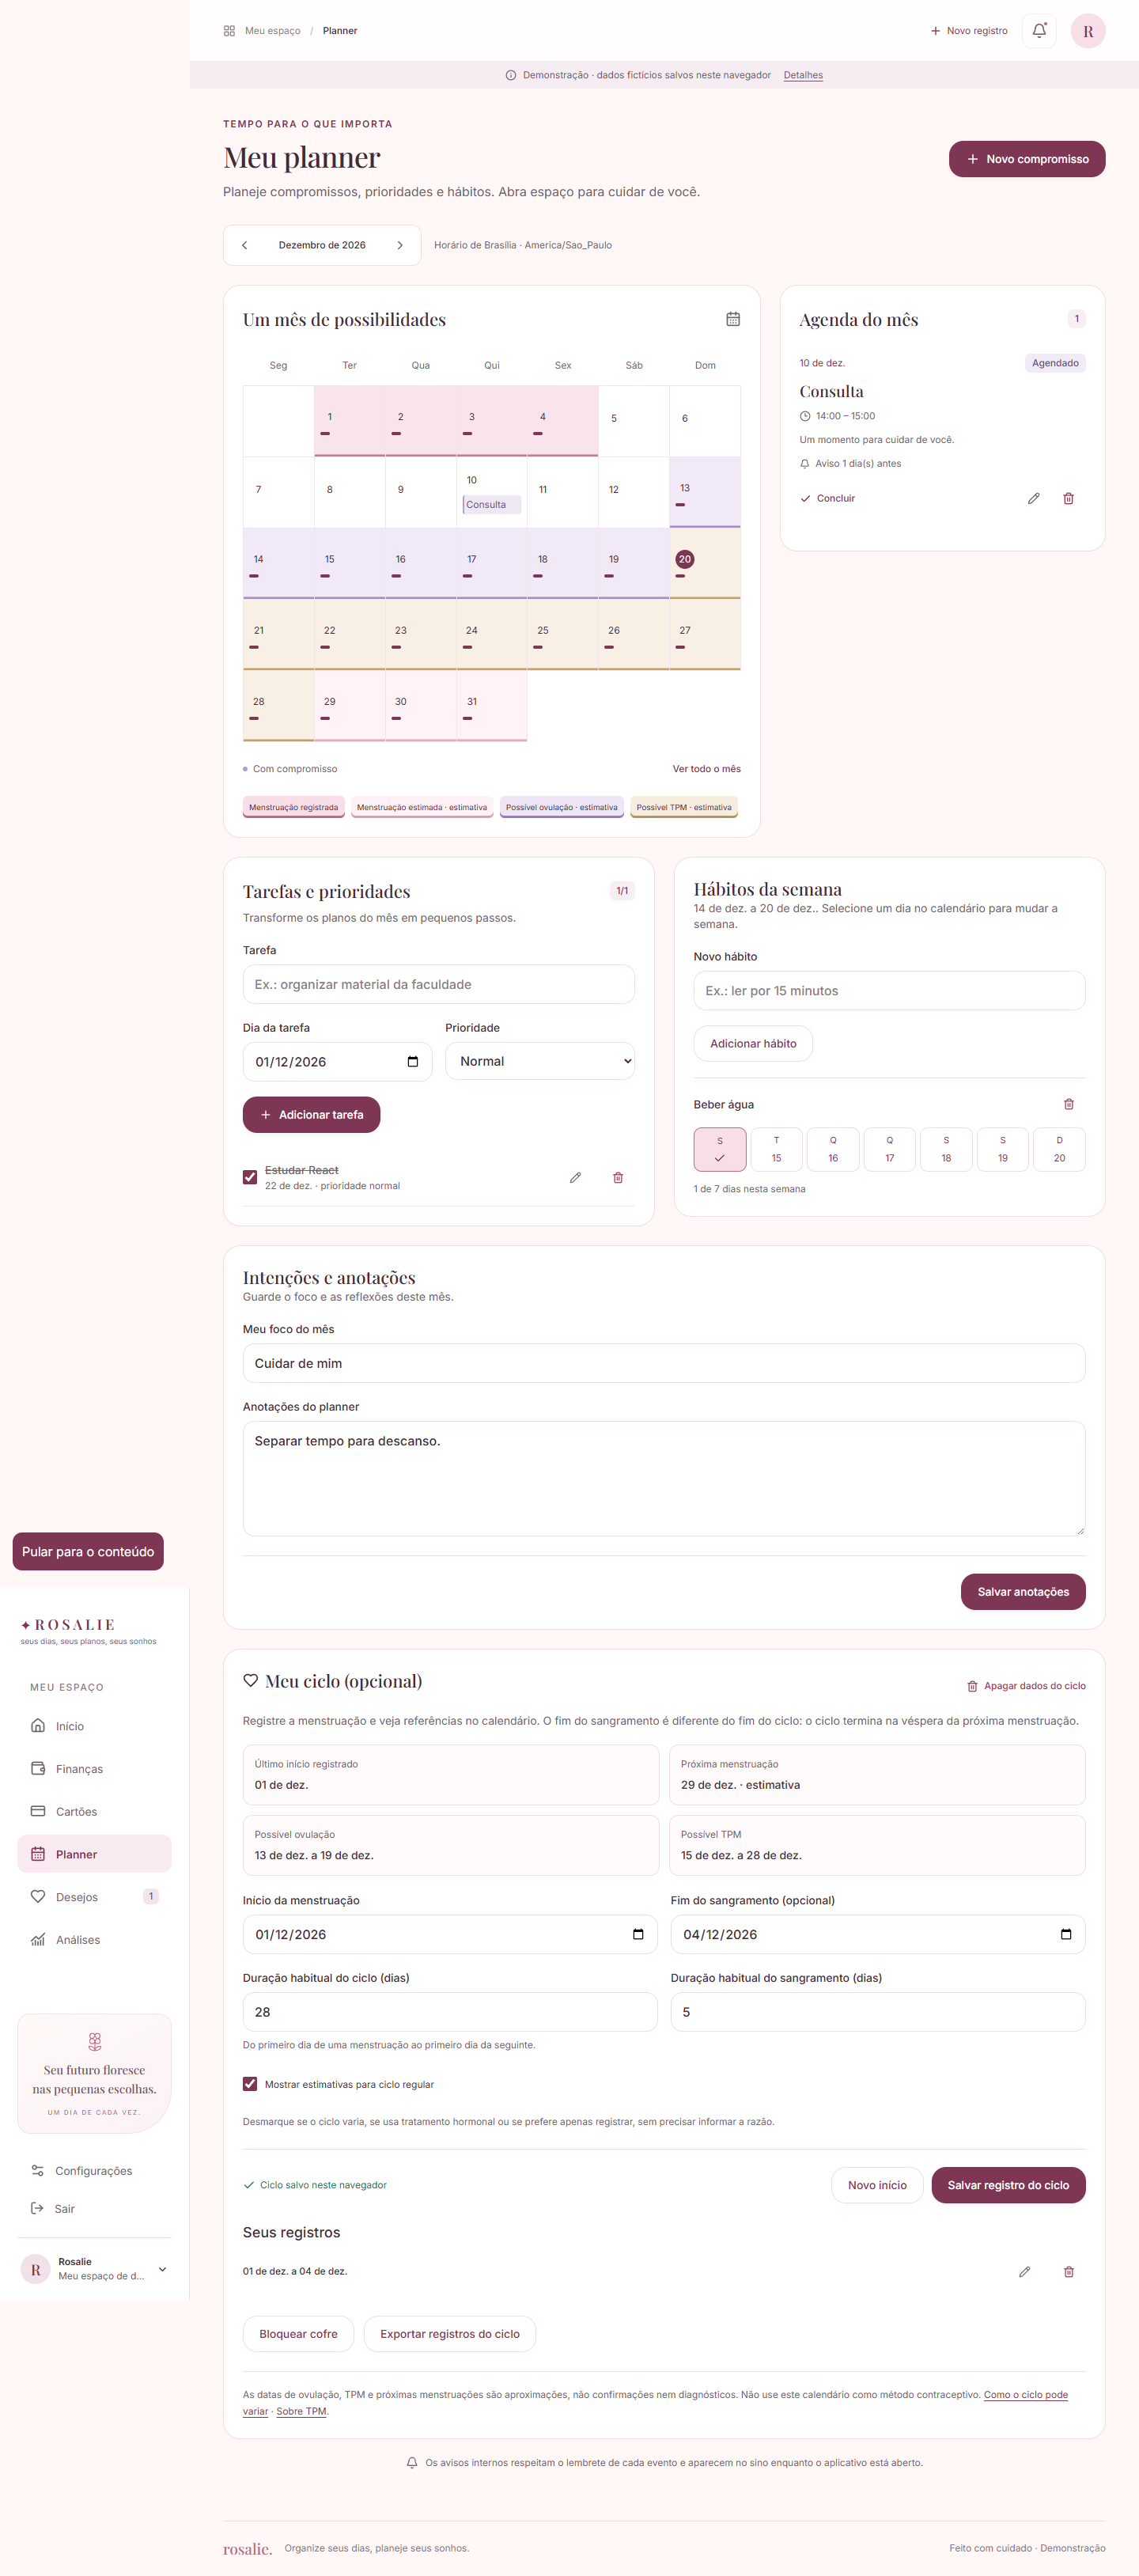 Meu espaço / Planner
Novo registro
R
Demonstração · dados fictícios salvos neste navegador Detalhes
TEMPO PARA O QUE IMPORTA
Meu planner
Planeje compromissos, prioridades e hábitos. Abra espaço para cuidar de você.
Novo compromisso
Dezembro de 2026
Horário de Brasília · America/Sao_Paulo
Um mês de possibilidades
Seg Ter Qua Qui Sex Sáb Dom
1 2 3 4 5 6
7 8 9 10 11 12 13
Consulta
14 15 16 17 18 19 20
21 22 23 24 25 26 27
28 29 30 31
Com compromisso
Ver todo o mês
Menstruação registrada
Menstruação estimada · estimativa
Possível ovulação · estimativa
Possível TPM · estimativa
Agenda do mês
1
10 de dez.
Agendado
Consulta
14:00 – 15:00
Um momento para cuidar de você.
Aviso 1 dia(s) antes
Concluir
Tarefas e prioridades
1/1
Transforme os planos do mês em pequenos passos.
Tarefa
Ex.: organizar material da faculdade
Dia da tarefa
Prioridade
01/12/2026
Normal
Adicionar tarefa
Estudar React
22 de dez. · prioridade normal
Hábitos da semana
14 de dez. a 20 de dez.. Selecione um dia no calendário para mudar a
semana.
Novo hábito
Ex.: ler por 15 minutos
Adicionar hábito
Beber água
S T Q Q S S D
15 16 17 18 19 20
1 de 7 dias nesta semana
Intenções e anotações
Guarde o foco e as reflexões deste mês.
Meu foco do mês
Cuidar de mim
Anotações do planner
Separar tempo para descanso.
Salvar anotações
Pular para o conteúdo
ROSALIE
seus dias, seus planos, seus sonhos
MEU ESPAÇO
Início
Finanças
Cartões
Planner
Desejos
1
Análises
Seu futuro floresce
nas pequenas escolhas.
UM DIA DE CADA VEZ.
Configurações
Sair
R
Rosalie
Meu espaço de d...
Meu ciclo (opcional)
Apagar dados do ciclo
Registre a menstruação e veja referências no calendário. O fim do sangramento é diferente do fim do ciclo: o ciclo termina na véspera da próxima menstruação.
Último início registrado
01 de dez.
Próxima menstruação
29 de dez. · estimativa
Possível ovulação
13 de dez. a 19 de dez.
Possível TPM
15 de dez. a 28 de dez.
Início da menstruação
Fim do sangramento (opcional)
01/12/2026
04/12/2026
Duração habitual do ciclo (dias)
Duração habitual do sangramento (dias)
28
5
Do primeiro dia de uma menstruação ao primeiro dia da seguinte.
Mostrar estimativas para ciclo regular
Desmarque se o ciclo varia, se usa tratamento hormonal ou se prefere apenas registrar, sem precisar informar a razão.
Ciclo salvo neste navegador
Novo início
Salvar registro do ciclo
Seus registros
01 de dez. a 04 de dez.
Bloquear cofre
Exportar registros do ciclo
As datas de ovulação, TPM e próximas menstruações são aproximações, não confirmações nem diagnósticos. Não use este calendário como método contraceptivo. Como o ciclo pode
variar · Sobre TPM.
Os avisos internos respeitam o lembrete de cada evento e aparecem no sino enquanto o aplicativo está aberto.
rosalie.
Organize seus dias, planeje seus sonhos.
Feito com cuidado · Demonstração